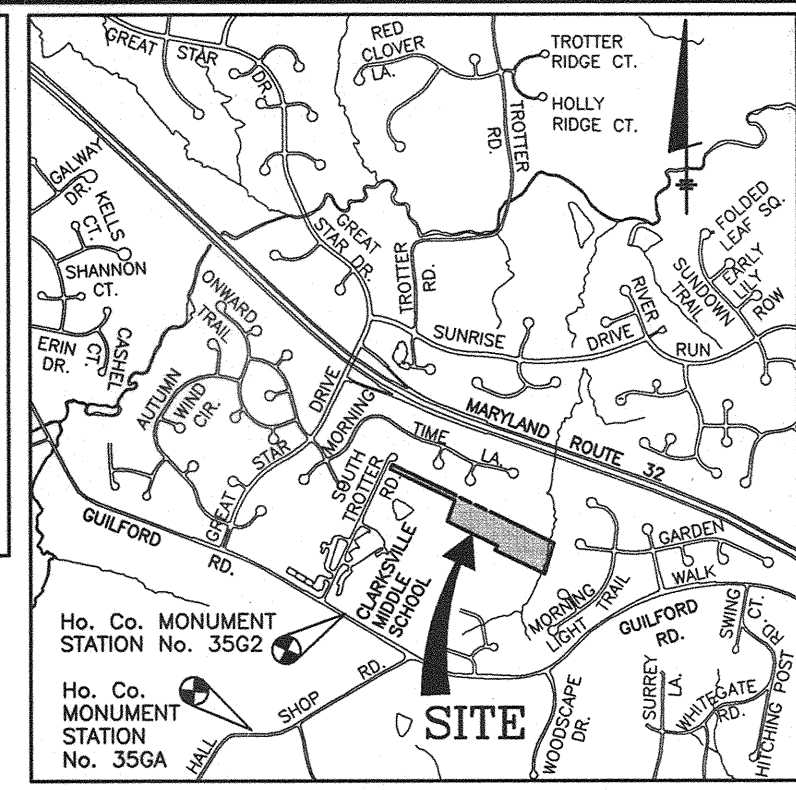 GREAT STAR DR.
RED
CLOVER
LA.
TROTTER
RIDGE CT.
HOLLY
RIDGE CT.
TROTTER
RD.
GALWAY
DR.
KELLS
CT.
SHANNON
CT.
ERIN
DR.
CASHEL
CT.
ONWARD
TRAIL
GREAT
STAR DR.
TROTTER
RD.
FOLDED
LEAF SQ.
EARLY
LILY
ROW
SUNDOWN
TRAIL
RIVER
RUN
SUNRISE DRIVE
AUTUMN
WIND
CIR.
GREAT STAR DRIVE
MORNING TIME LA.
MARYLAND ROUTE 32
SOUTH
TROTTER
RD.
GUILFORD
RD.
CLARKSVILLE
MIDDLE
SCHOOL
GARDEN
WALK
MORNING
LIGHT TRAIL
GUILFORD
RD.
SWING
CT.
Ho. Co. MONUMENT
STATION No. 35G2
Ho. Co.
MONUMENT
STATION
No. 35GA
HALL SHOP RD.
SITE
WOODSCAPE
DR.
SURREY
LA.
WHITEGATE
RD.
HITCHING POST
RD.